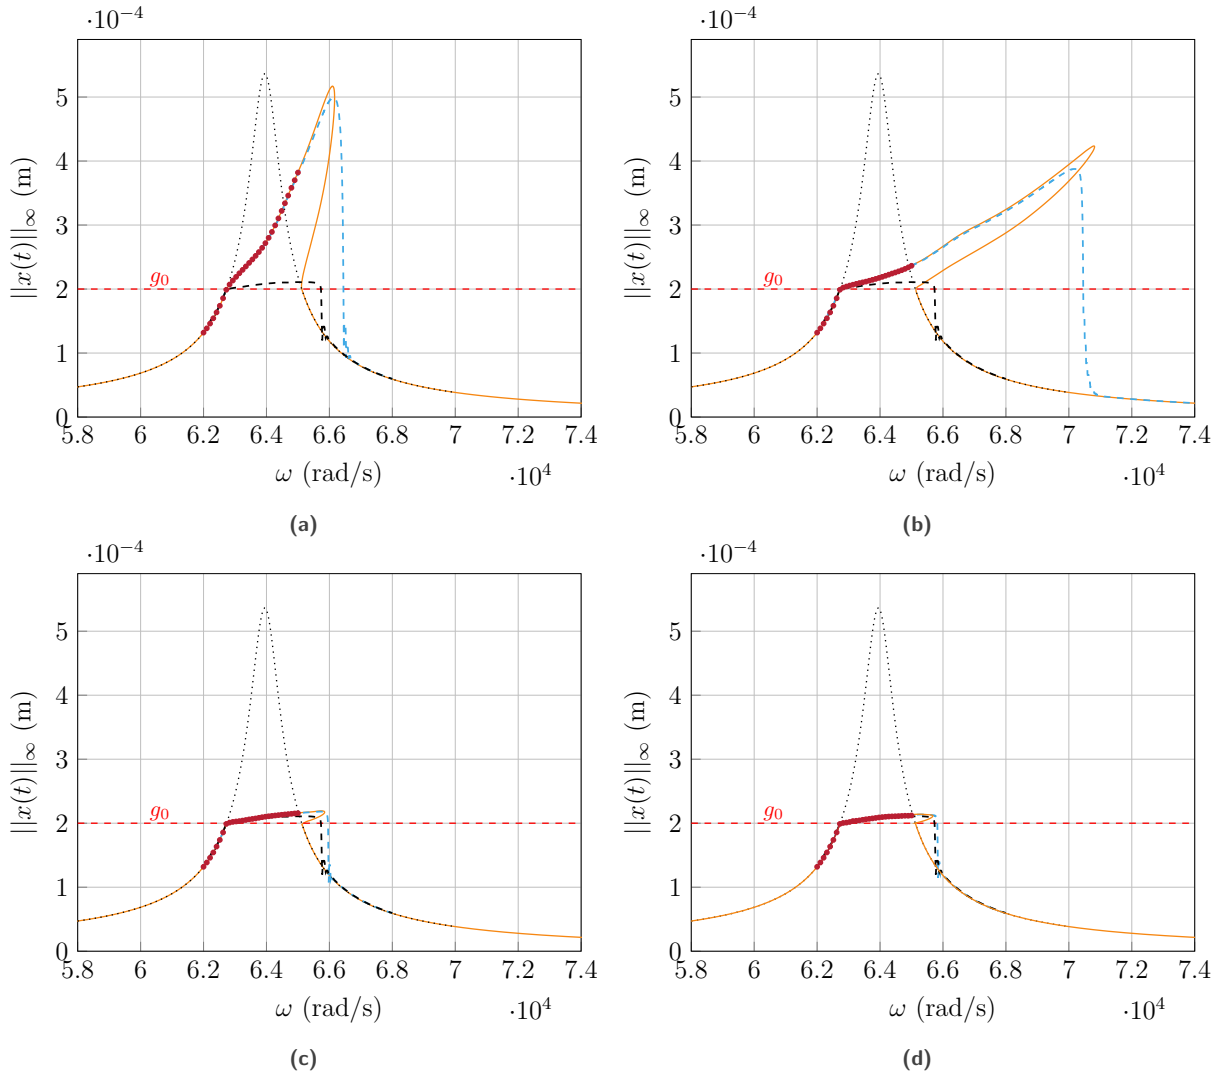 ·10⁻⁴
||x(t)||∞ (m)
5
4
3
2
1
0
g₀
5.8 6 6.2 6.4 6.6 6.8 7 7.2 7.4
ω (rad/s)
·10⁴
(a)
·10⁻⁴
||x(t)||∞ (m)
5
4
3
2
1
0
g₀
5.8 6 6.2 6.4 6.6 6.8 7 7.2 7.4
ω (rad/s)
·10⁴
(b)
·10⁻⁴
||x(t)||∞ (m)
5
4
3
2
1
0
g₀
5.8 6 6.2 6.4 6.6 6.8 7 7.2 7.4
ω (rad/s)
·10⁴
(c)
·10⁻⁴
||x(t)||∞ (m)
5
4
3
2
1
0
g₀
5.8 6 6.2 6.4 6.6 6.8 7 7.2 7.4
ω (rad/s)
·10⁴
(d)